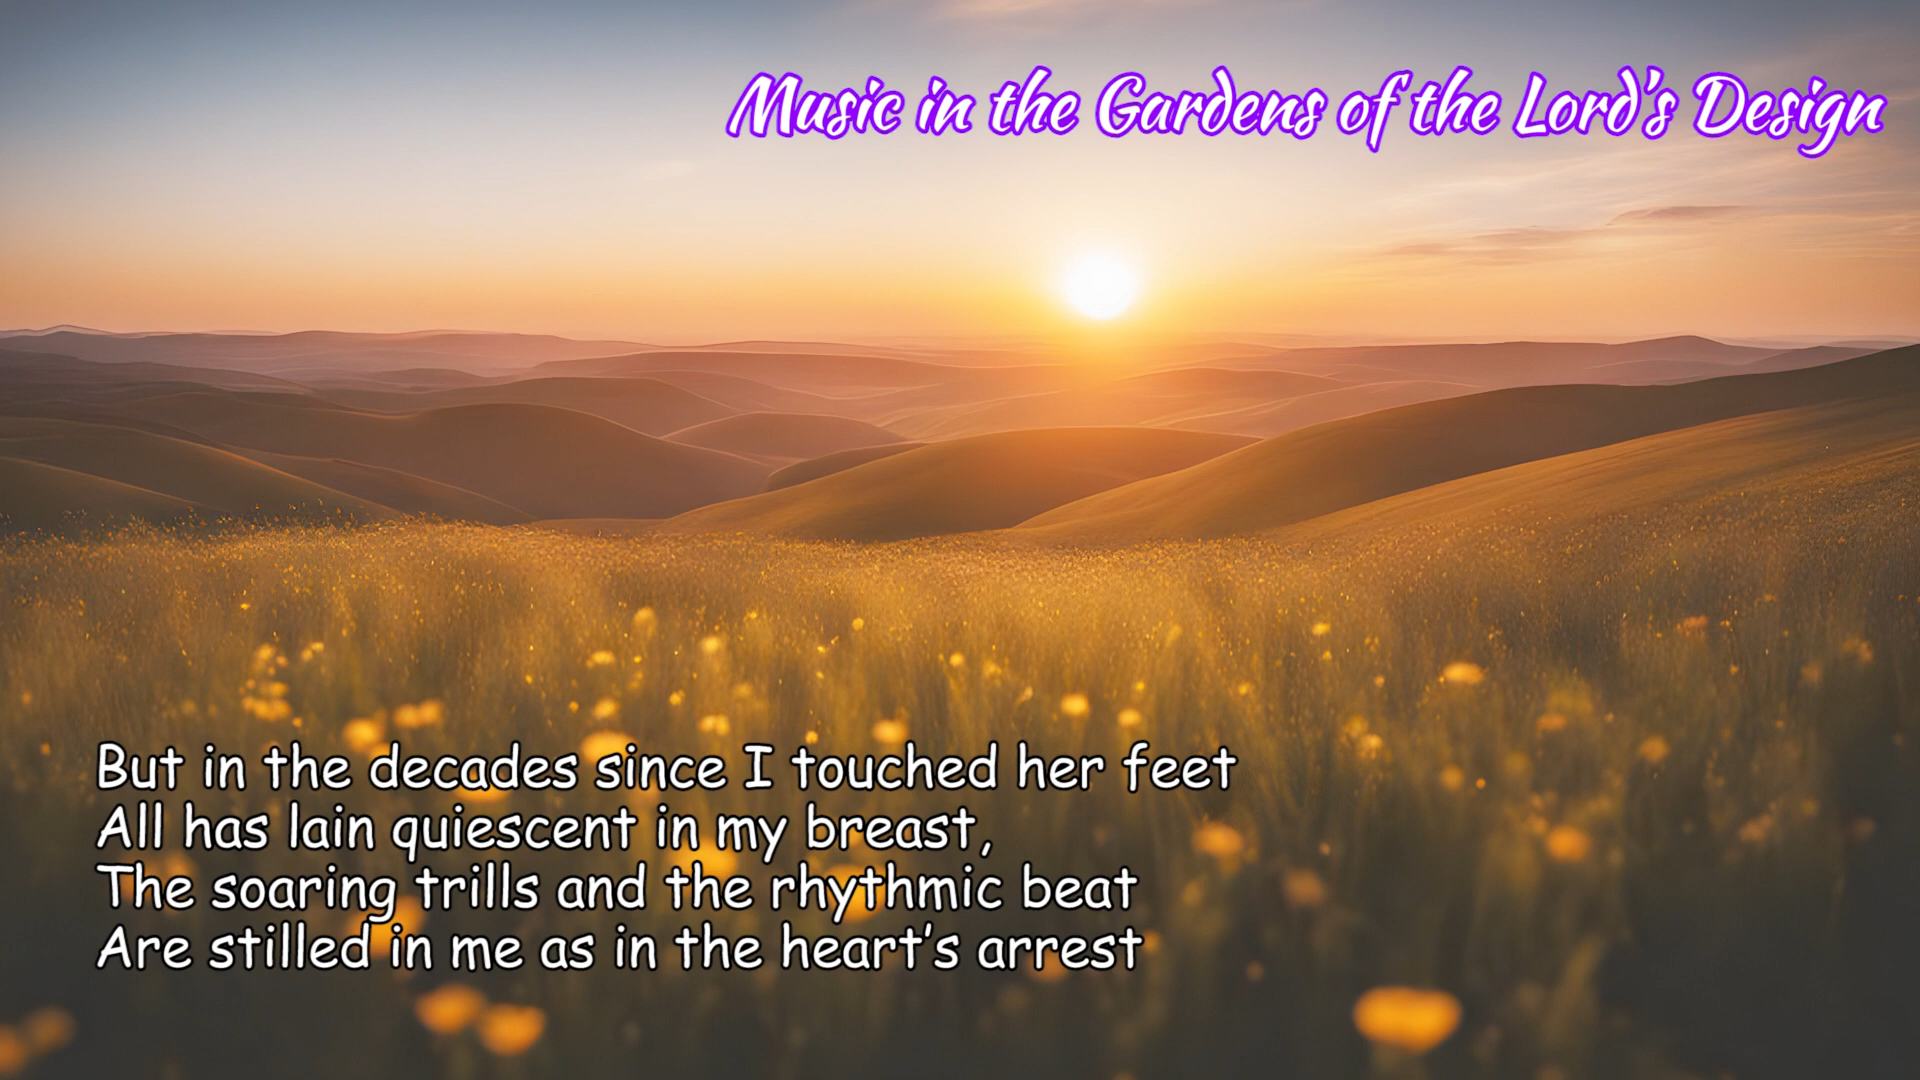 Music in the Gardens of the Lord's Design
But in the decades since I touched her feet
All has lain quiescent in my breast,
The soaring trills and the rhythmic beat
Are stilled in me as in the heart's arrest